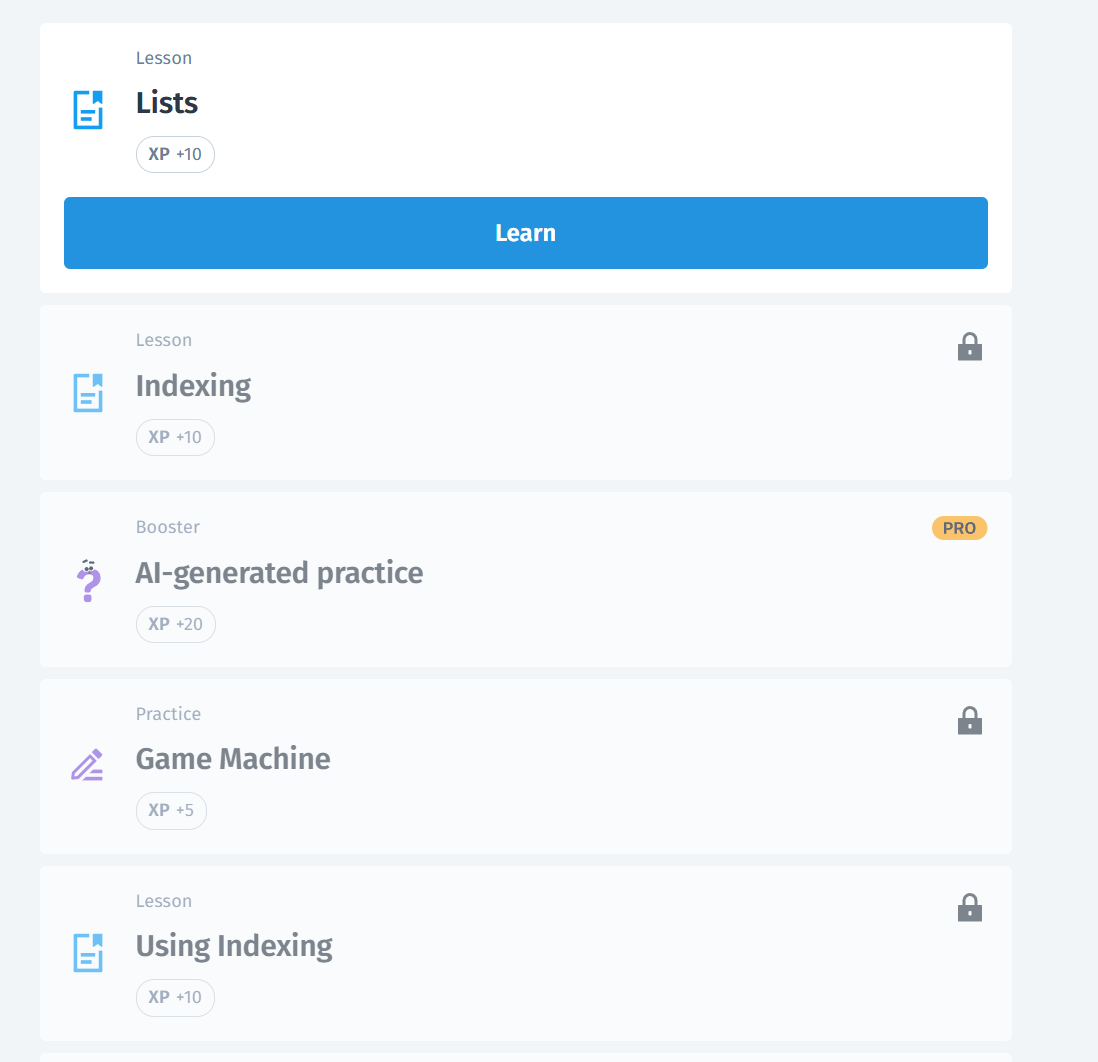 Lesson
Lists
XP +10
Learn
Lesson
Indexing
XP +10
Booster
PRO
AI-generated practice
XP +20
Practice
Game Machine
XP +5
Lesson
Using Indexing
XP +10